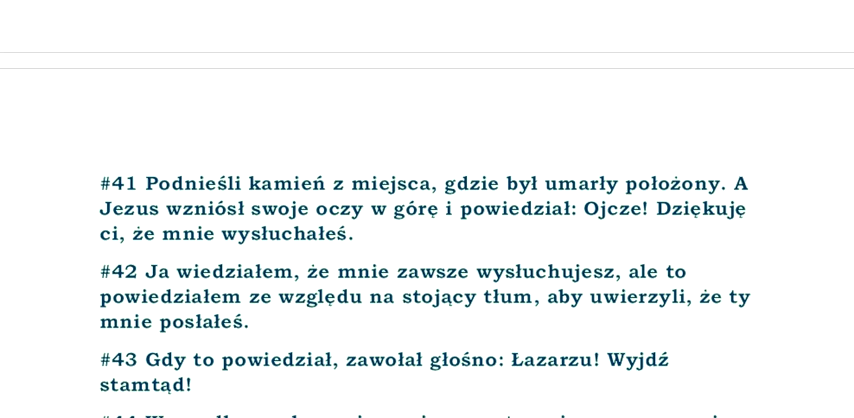 #41 Podnieśli kamień z miejsca, gdzie był umarły położony. A
Jezus wzniósł swoje oczy w górę i powiedział: Ojcze! Dziękuję
ci, że mnie wysłuchałeś.
#42 Ja wiedziałem, że mnie zawsze wysłuchujesz, ale to
powiedziałem ze względu na stojący tłum, aby uwierzyli, że ty
mnie posłałeś.
#43 Gdy to powiedział, zawołał głośno: Łazarzu! Wyjdź
stamtąd!